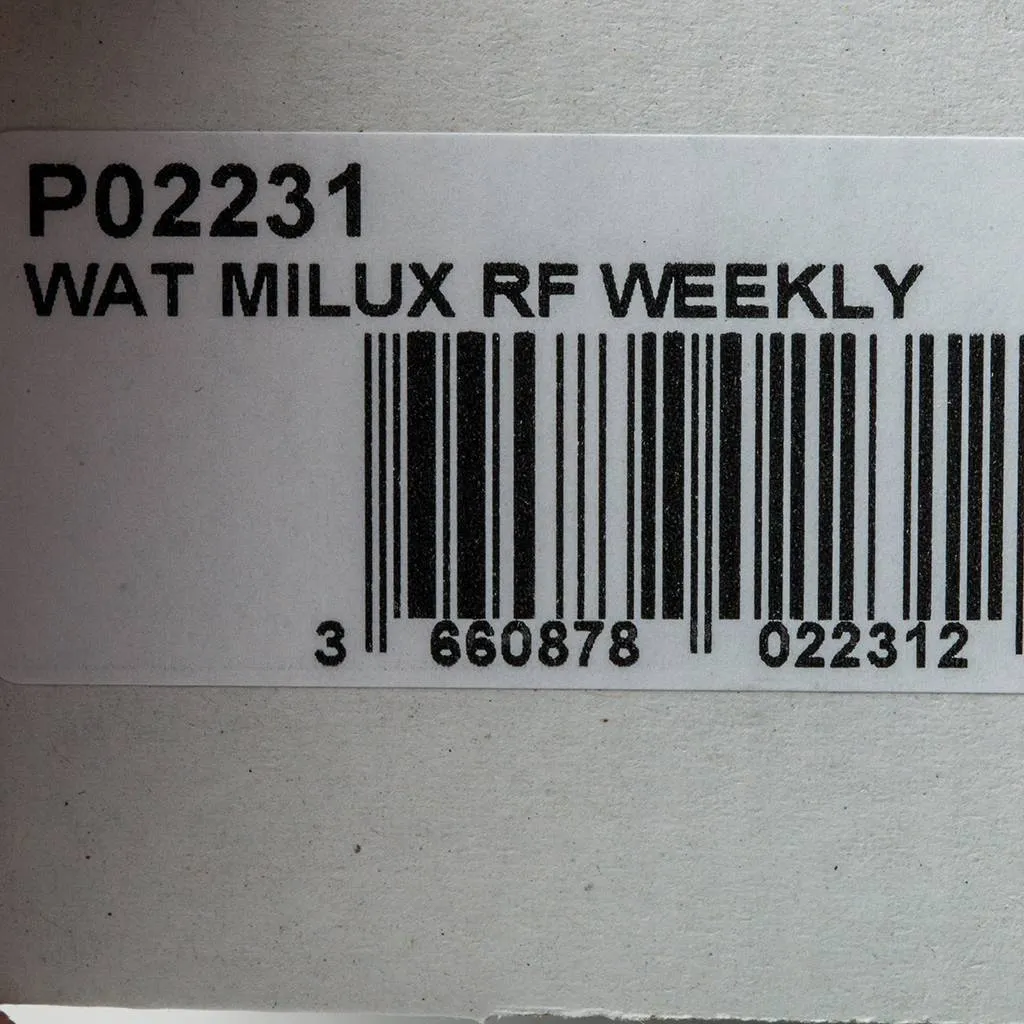 P02231
WAT MILUX RF WEEKLY
3 660878 022312